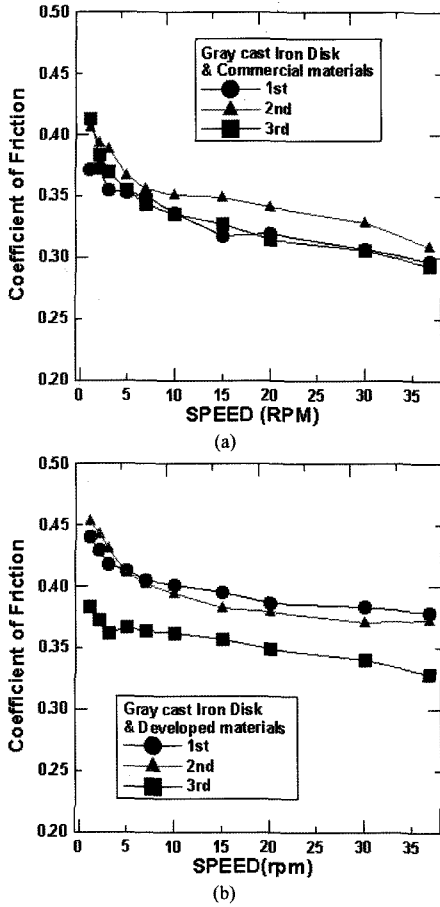 0.50
0.40
0.35
0.30
0.25
0.20
Coefficient of Friction
Gray cast Iron Disk
& Commercial materials
1st
2nd
3rd
0 5 10 15 20 25 30 35
SPEED (RPM)
(a)
0.50
0.45
0.40
0.35
0.30
0.25
0.20
Coefficient of Friction
Gray cast Iron Disk
& Developed materials
1st
2nd
3rd
0 5 10 15 20 25 30 35
SPEED(rpm)
(b)